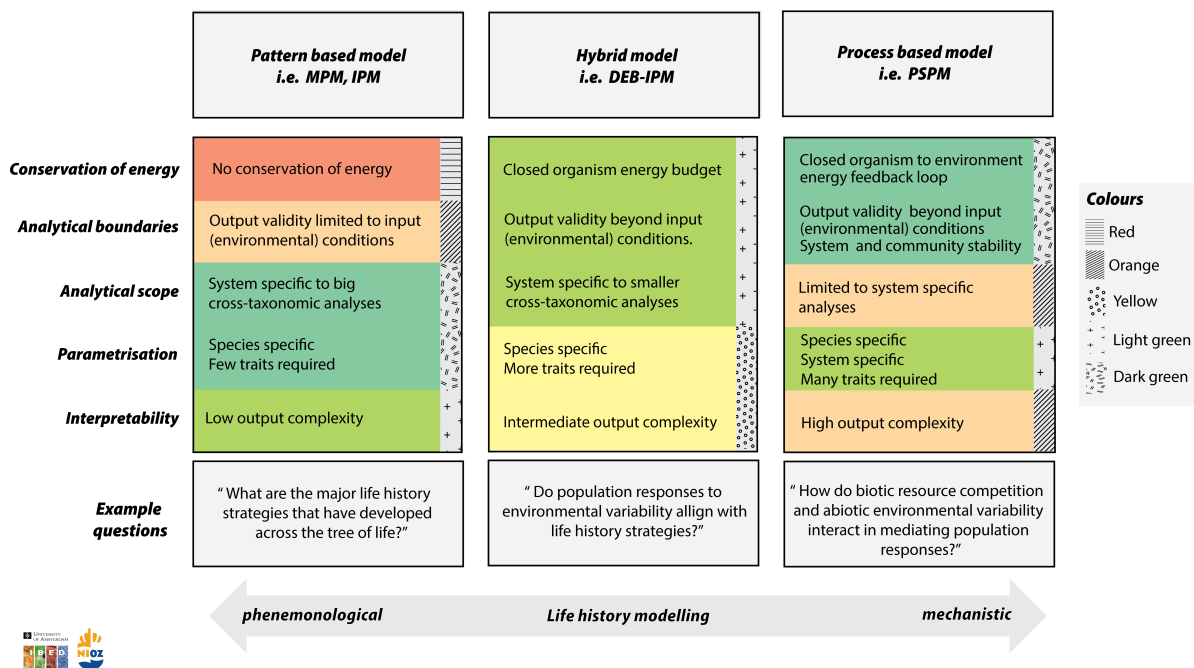 Pattern based model
i.e. MPM, IPM
Hybrid model
i.e. DEB-IPM
Process based model
i.e. PSPM
Conservation of energy
No conservation of energy
Closed organism energy budget
Closed organism to environment
energy feedback loop
Analytical boundaries
Output validity limited to input
(environmental) conditions
Output validity beyond input
(environmental) conditions.
Output validity beyond input
(environmental) conditions
System and community stability
Analytical scope
System specific to big
cross-taxonomic analyses
System specific to smaller
cross-taxonomic analyses
Limited to system specific
analyses
Parametrisation
Species specific
Few traits required
Species specific
More traits required
Species specific
System specific
Many traits required
Interpretability
Low output complexity
Intermediate output complexity
High output complexity
Example
questions
“ What are the major life history
strategies that have developed
across the tree of life?”
“ Do population responses to
environmental variability allign with
life history strategies?”
“ How do biotic resource competition
and abiotic environmental variability
interact in mediating population
responses?”
phenemonological
Life history modelling
mechanistic
Colours
Red
Orange
Yellow
Light green
Dark green
UNIVERSITY
OF AMSTERDAM
IBED
NIOZ